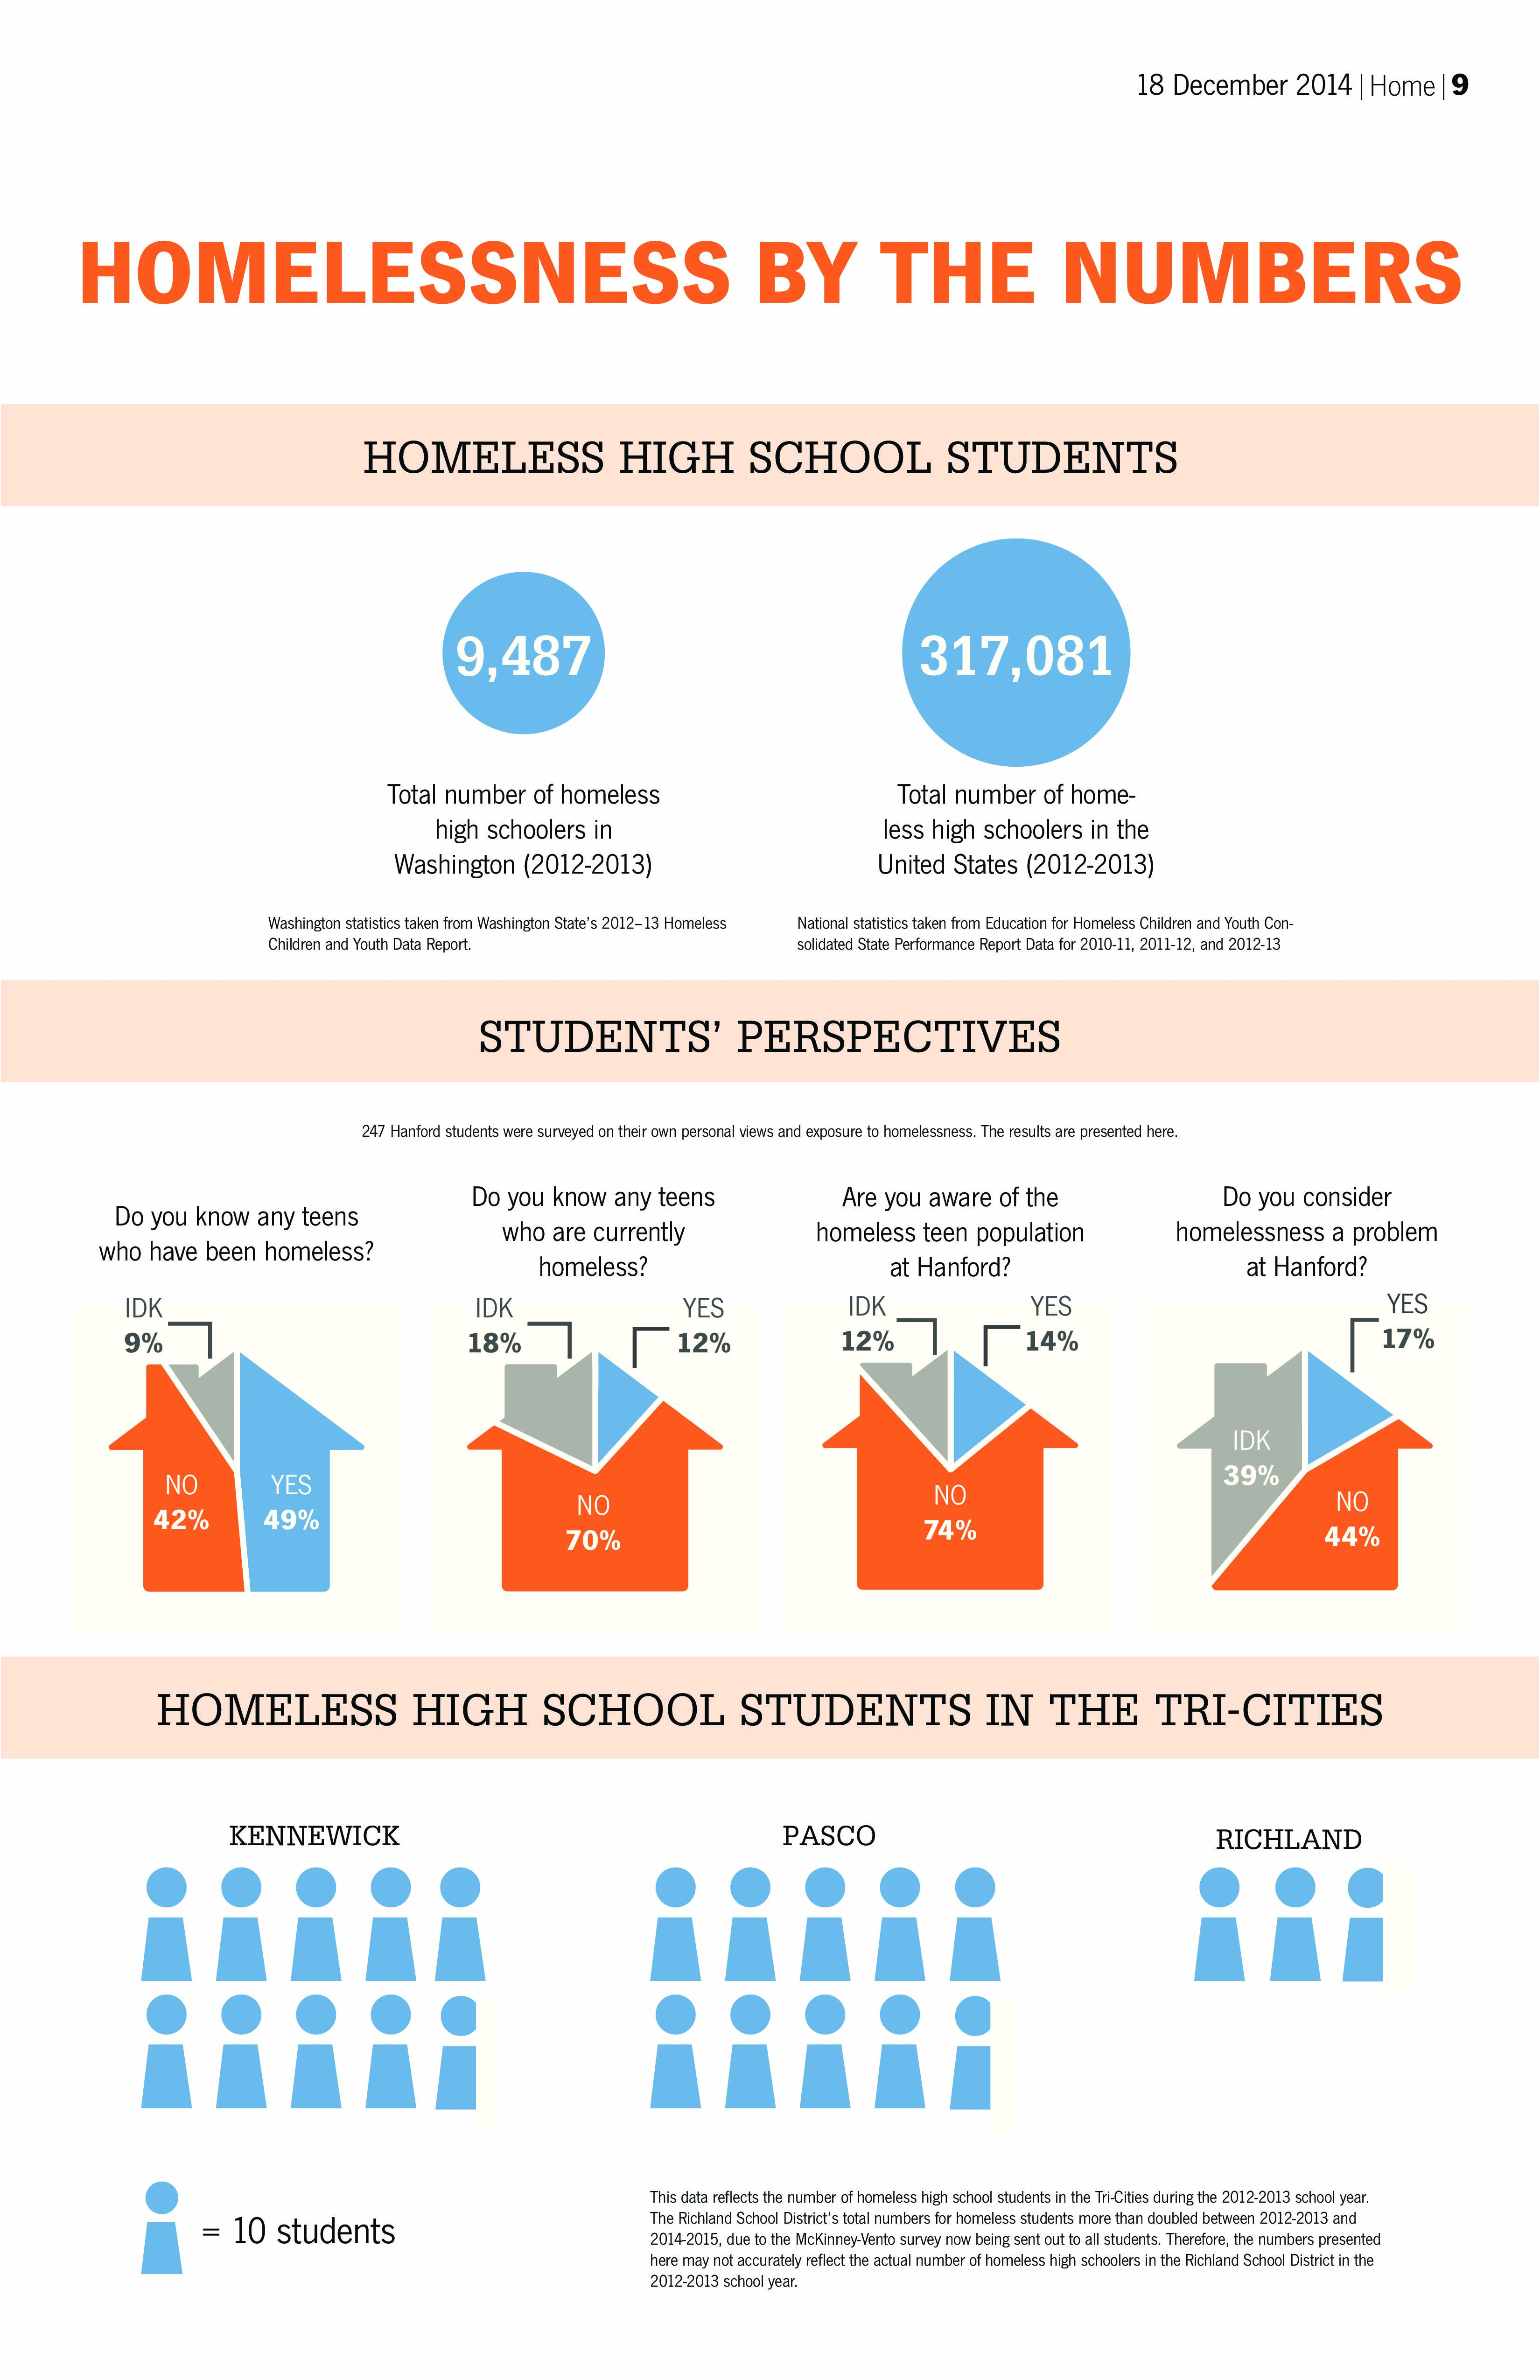 18 December 2014 | Home | 9
HOMELESSNESS BY THE NUMBERS
HOMELESS HIGH SCHOOL STUDENTS
9,487
Total number of homeless
high schoolers in
Washington (2012-2013)
Washington statistics taken from Washington State's 2012–13 Homeless
Children and Youth Data Report.
317,081
Total number of home-
less high schoolers in the
United States (2012-2013)
National statistics taken from Education for Homeless Children and Youth Con-
solidated State Performance Report Data for 2010-11, 2011-12, and 2012-13
STUDENTS' PERSPECTIVES
247 Hanford students were surveyed on their own personal views and exposure to homelessness. The results are presented here.
Do you know any teens
who have been homeless?
IDK
9%
NO
42%
YES
49%
Do you know any teens
who are currently
homeless?
IDK
18%
YES
12%
NO
70%
Are you aware of the
homeless teen population
at Hanford?
IDK
12%
YES
14%
NO
74%
Do you consider
homelessness a problem
at Hanford?
YES
17%
IDK
39%
NO
44%
HOMELESS HIGH SCHOOL STUDENTS IN THE TRI-CITIES
KENNEWICK
PASCO
RICHLAND
= 10 students
This data reflects the number of homeless high school students in the Tri-Cities during the 2012-2013 school year.
The Richland School District's total numbers for homeless students more than doubled between 2012-2013 and
2014-2015, due to the McKinney-Vento survey now being sent out to all students. Therefore, the numbers presented
here may not accurately reflect the actual number of homeless high schoolers in the Richland School District in the
2012-2013 school year.